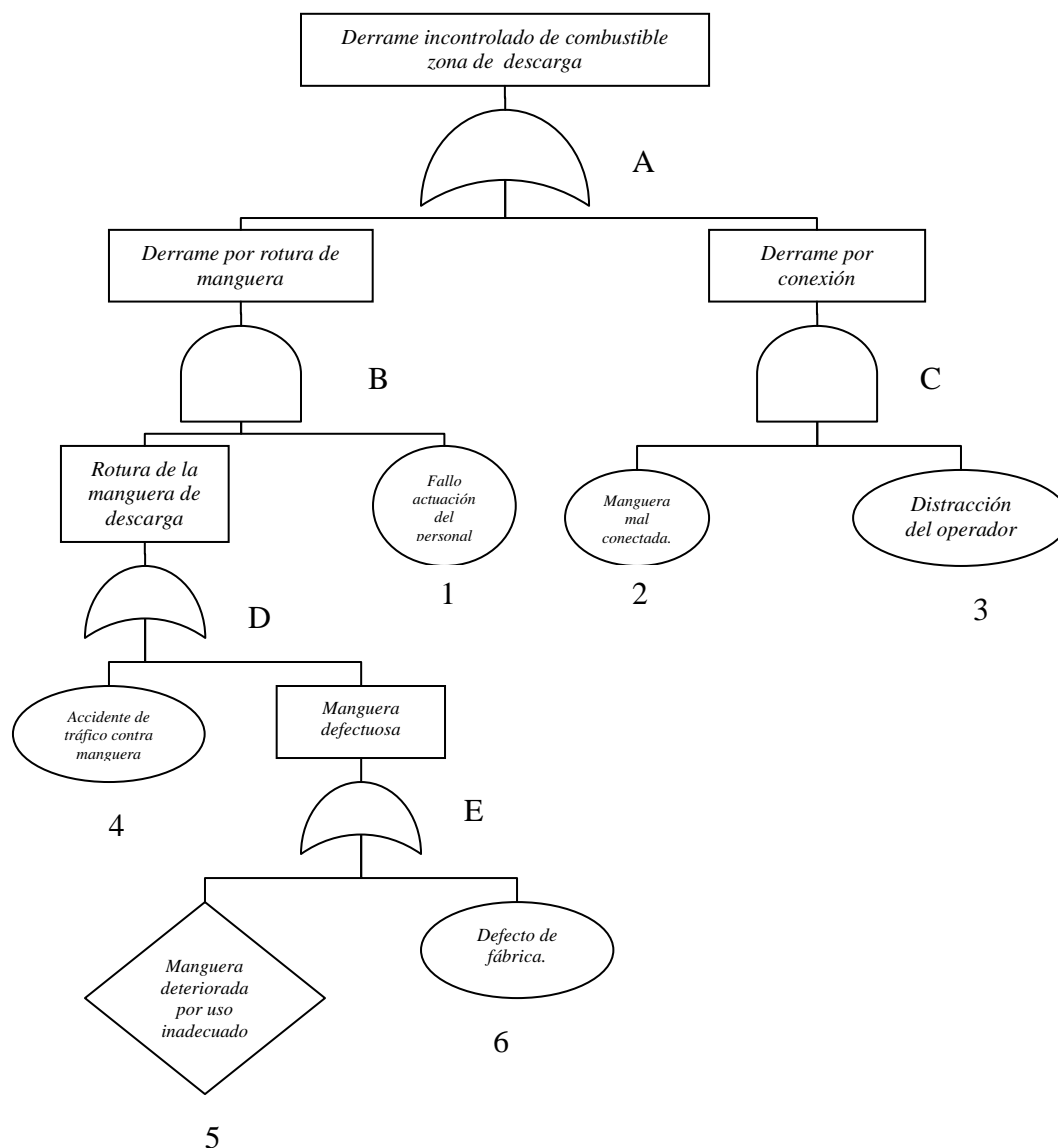 Derrame incontrolado de combustible
zona de descarga
A
Derrame por rotura de
manguera
Derrame por
conexión
B
C
Rotura de la
manguera de
descarga
Fallo
actuación
del
personal
Manguera
mal
conectada.
Distracción
del operador
1
2
3
D
Accidente de
tráfico contra
manguera
Manguera
defectuosa
4
E
Manguera
deteriorada
por uso
inadecuado
Defecto de
fábrica.
6
5